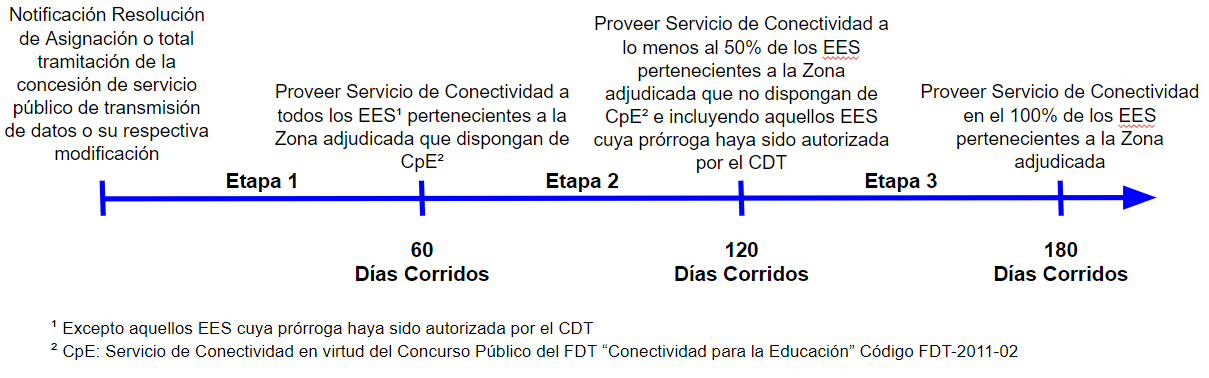 Notificación Resolución
de Asignación o total
tramitación de la
concesión de servicio
público de transmisión
de datos o su respectiva
modificación
Proveer Servicio de Conectividad a
todos los EES¹ pertenecientes a la
Zona adjudicada que dispongan de
CpE²
Proveer Servicio de Conectividad a
lo menos al 50% de los EES
pertenecientes a la Zona
adjudicada que no dispongan de
CpE² e incluyendo aquellos EES
cuya prórroga haya sido autorizada
por el CDT
Proveer Servicio de Conectividad
en el 100% de los EES
pertenecientes a la Zona
adjudicada
Etapa 1
Etapa 2
Etapa 3
60
Días Corridos
120
Días Corridos
180
Días Corridos
¹ Excepto aquellos EES cuya prórroga haya sido autorizada por el CDT
² CpE: Servicio de Conectividad en virtud del Concurso Público del FDT “Conectividad para la Educación” Código FDT-2011-02